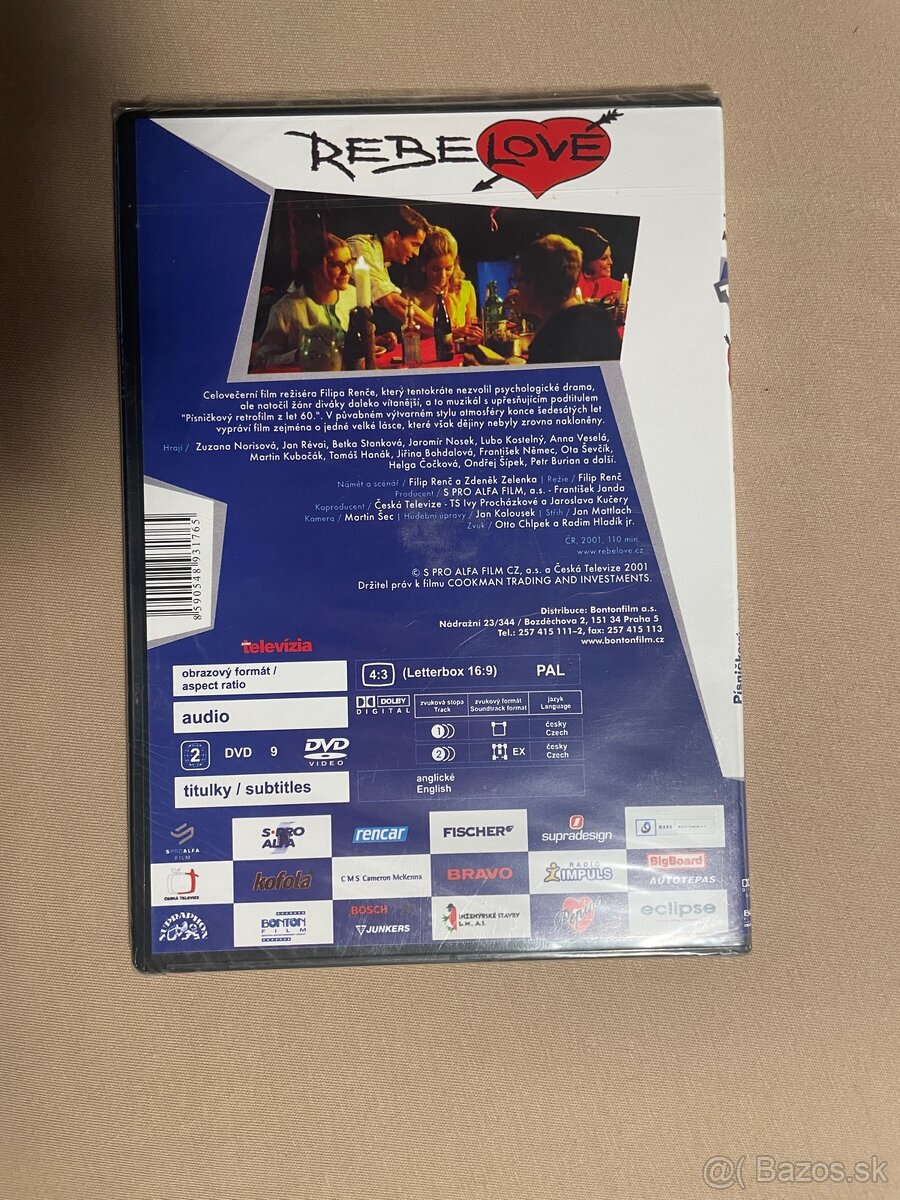 REBELOVÉ
Celovečerní film režiséra Filipa Renče, který tentokráte nezvolil psychologické drama,
ale natočil žánr diváky daleko vítanější, a to muzikál s upřesňujícím podtitulem
"Písničkový retrofilm z let 60.". V půvabném výtvarném stylu atmosféry konce šedesátých let
vypráví film zejména o jedné velké lásce, které však dějiny nebyly zrovna nakloněny.
Hrají / Zuzana Norisová, Jan Révai, Betka Stanková, Jaromír Nosek, Lubo Kostelný, Anna Veselá,
Martin Kubačák, Tomáš Hanák, Jiřina Bohdalová, František Němec, Ota Ševčík,
Helga Čočková, Ondřej Šípek, Petr Burian a další.
Námět a scénář / Filip Renč a Zdeněk Zelenka | Režie / Filip Renč
Producent / S PRO ALFA FILM, a.s. - František Janda
Koproducent / Česká Televize - TS Ivy Procházkové a Jaroslava Kučery
Kamera / Martin Šec | Hudební úpravy / Jan Kalousek | Střih / Jan Mattlach
Zvuk / Otto Chlpek a Radim Hladík jr.
ČR, 2001, 110 min.
www.rebelove.cz
© S PRO ALFA FILM CZ, a.s a Česká Televize 2001
Držitel práv k filmu COOKMAN TRADING AND INVESTMENTS.
8590548931765
Distribuce: Bontonfilm a.s.
Nádražní 23/344 / Bozděchova 2, 151 34 Praha 5
Tel.: 257 415 111-2, fax: 257 415 113
www.bontonfilm.cz
televízia
obrazový formát /
aspect ratio
4:3 (Letterbox 16:9) PAL
audio
DOLBY
DIGITAL
zvuková stopa
Track
zvukový formát
Soundtrack format
jazyk
Language
1
česky
Czech
2 EX
česky
Czech
2 DVD 9 DVD
VIDEO
titulky / subtitles
anglické
English
SPROALFA
FILM
S·PRO
ALFA
rencar
FISCHER
supradesign
ČESKÁ TELEVIZE
kofola
CMS Cameron McKenna
BRAVO
RADIO
IMPULS
BigBoard
AUTOTEPAS
SUPRAPHON
BONTON
FILM
BOSCH
JUNKERS
INŽENÝRSKÉ STAVBY
eclipse
@( Bazos.sk